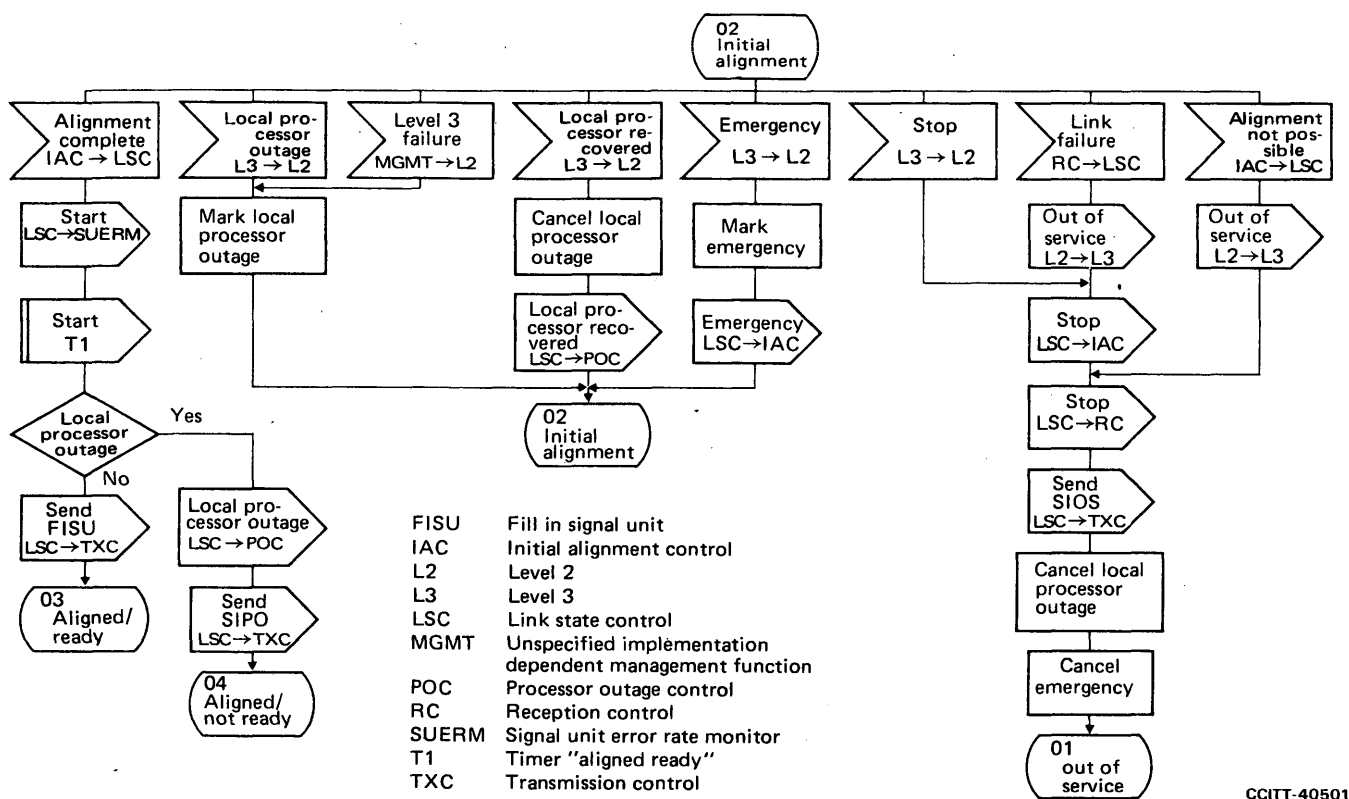 02
Initial
alignment
Alignment
complete
IAC → LSC
Local pro-
cessor
outage
L3 → L2
Level 3
failure
MGMT → L2
Local pro-
cessor re-
covered
L3 → L2
Emergency
L3 → L2
Stop
L3 → L2
Link
failure
RC → LSC
Alignment
not pos-
sible
IAC → LSC
Start
LSC → SUERM
Mark local
processor
outage
Cancel local
processor
outage
Mark
emergency
Out of
service
L2 → L3
Out of
service
L2 → L3
Start
T1
Local pro-
cessor reco-
vered
LSC → POC
Emergency
LSC → IAC
Stop
LSC → IAC
Local
processor
outage
Yes
No
02
Initial
alignment
Stop
LSC → RC
Send
FISU
LSC → TXC
Local pro-
cessor outage
LSC → POC
Send
SIOS
LSC → TXC
03
Aligned/
ready
Send
SIPO
LSC → TXC
Cancel local
processor
outage
04
Aligned/
not ready
Cancel
emergency
01
out of
service
FISU Fill in signal unit
IAC Initial alignment control
L2 Level 2
L3 Level 3
LSC Link state control
MGMT Unspecified implementation
dependent management function
POC Processor outage control
RC Reception control
SUERM Signal unit error rate monitor
T1 Timer "aligned ready"
TXC Transmission control
CCITT-40501